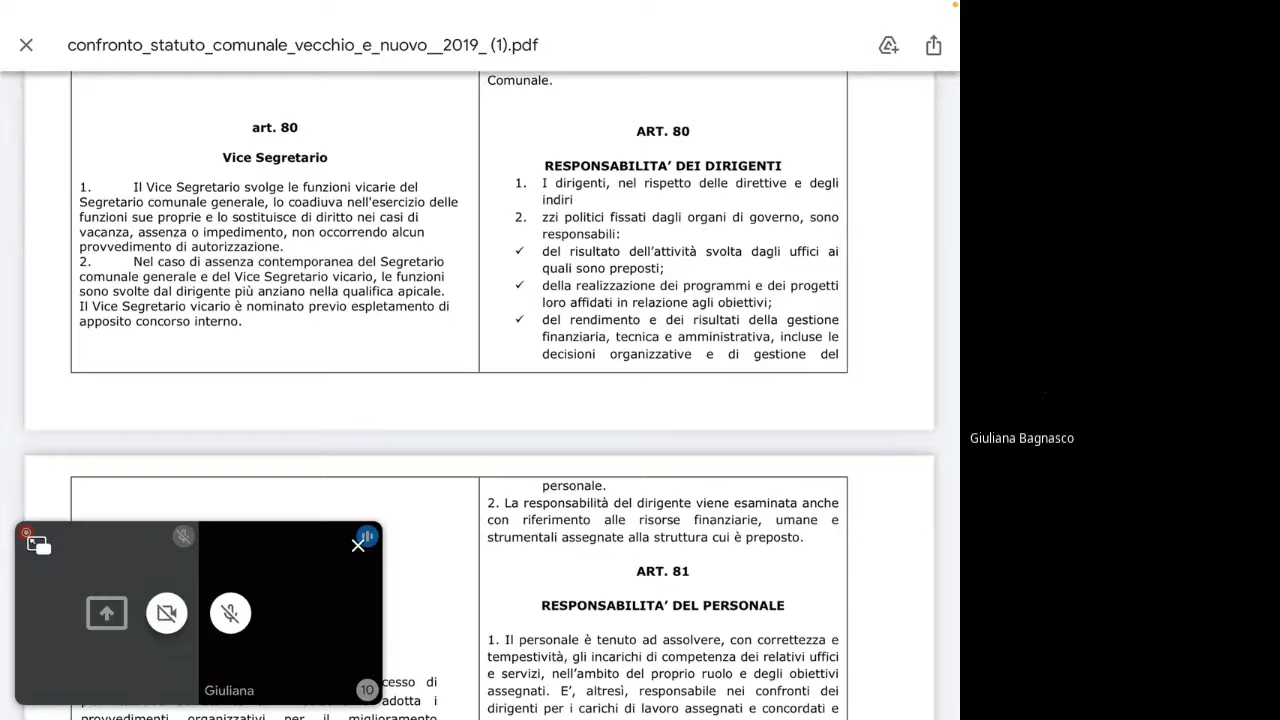 confronto_statuto_comunale_vecchio_e_nuovo__2019_ (1).pdf
art. 80
Vice Segretario
1. Il Vice Segretario svolge le funzioni vicarie del
Segretario comunale generale, lo coadiuva nell'esercizio delle
funzioni sue proprie e lo sostituisce di diritto nei casi di
vacanza, assenza o impedimento, non occorrendo alcun
provvedimento di autorizzazione.
2. Nel caso di assenza contemporanea del Segretario
comunale generale e del Vice Segretario vicario, le funzioni
sono svolte dal dirigente più anziano nella qualifica apicale.
Il Vice Segretario vicario è nominato previo espletamento di
apposito concorso interno.
Comunale.
ART. 80
RESPONSABILITA’ DEI DIRIGENTI
1. I dirigenti, nel rispetto delle direttive e degli
indiri
2. zzi politici fissati dagli organi di governo, sono
responsabili:
✓ del risultato dell’attività svolta dagli uffici ai
quali sono preposti;
✓ della realizzazione dei programmi e dei progetti
loro affidati in relazione agli obiettivi;
✓ del rendimento e dei risultati della gestione
finanziaria, tecnica e amministrativa, incluse le
decisioni organizzative e di gestione del
personale.
2. La responsabilità del dirigente viene esaminata anche
con riferimento alle risorse finanziarie, umane e
strumentali assegnate alla struttura cui è preposto.
ART. 81
RESPONSABILITA’ DEL PERSONALE
1. Il personale è tenuto ad assolvere, con correttezza e
tempestività, gli incarichi di competenza dei relativi uffici
e servizi, nell’ambito del proprio ruolo e degli obiettivi
assegnati. E’, altresì, responsabile nei confronti dei
dirigenti per i carichi di lavoro assegnati e concordati e
cesso di
adotta i
provvedimenti organizzativi per il miglioramento
Giuliana
10
Giuliana Bagnasco